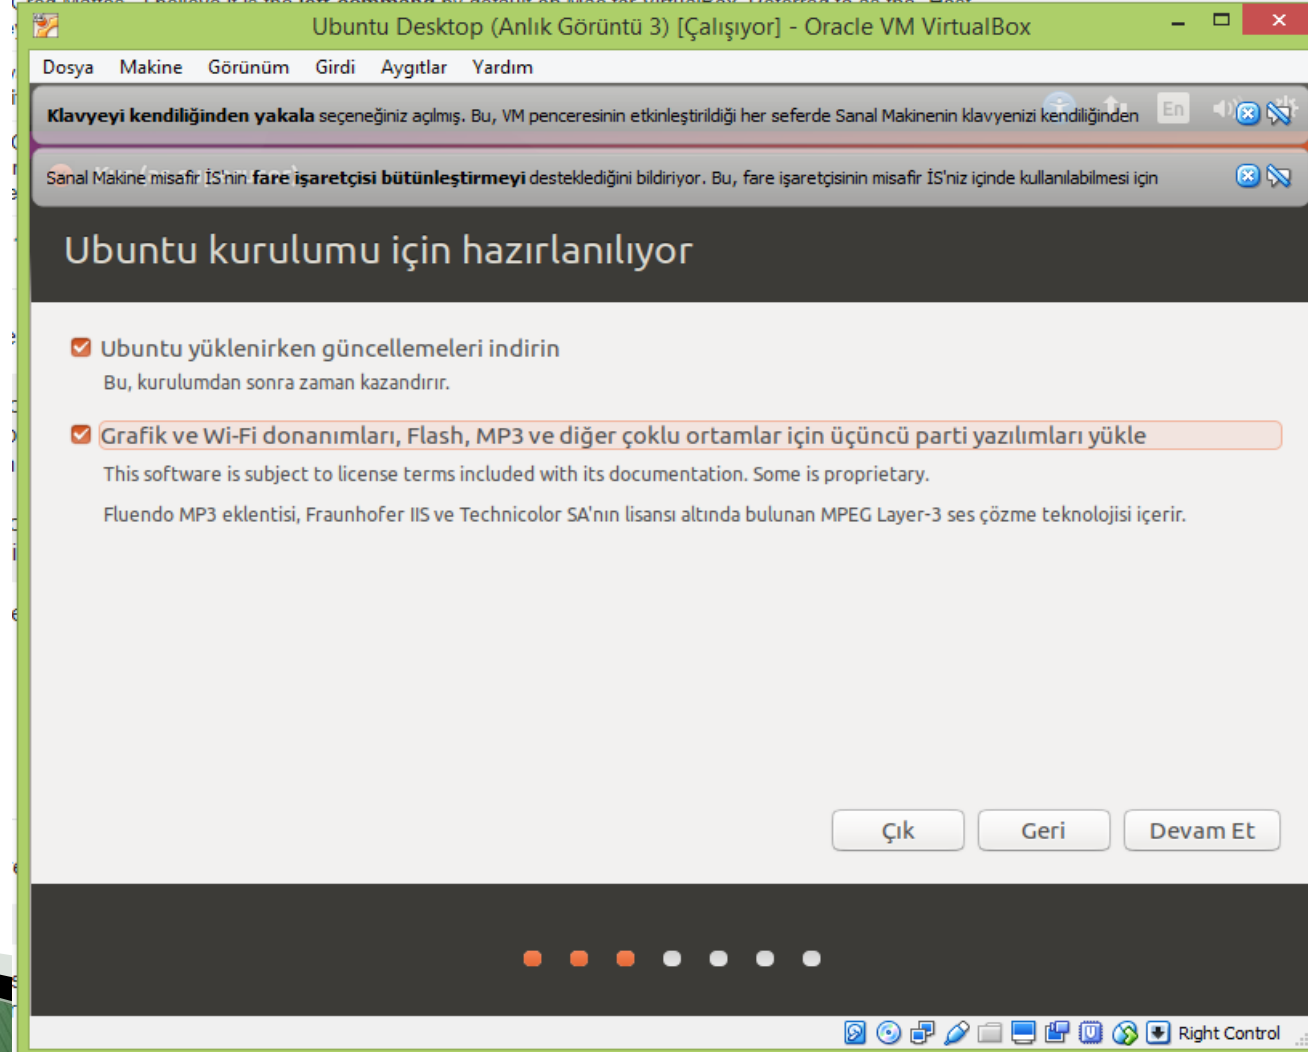 Ubuntu Desktop (Anlık Görüntü 3) [Çalışıyor] - Oracle VM VirtualBox
Dosya Makine Görünüm Girdi Aygıtlar Yardım
Klavyeyi kendiliğinden yakala seçeneğiniz açılmış. Bu, VM penceresinin etkinleştirildiği her seferde Sanal Makinenin klavyenizi kendiliğinden
En
Sanal Makine misafir İS'nin fare işaretçisi bütünleştirmeyi desteklediğini bildiriyor. Bu, fare işaretçisinin misafir İS'niz içinde kullanılabilmesi için
Ubuntu kurulumu için hazırlanılıyor
Ubuntu yüklenirken güncellemeleri indirin
Bu, kurulumdan sonra zaman kazandırır.
Grafik ve Wi-Fi donanımları, Flash, MP3 ve diğer çoklu ortamlar için üçüncü parti yazılımları yükle
This software is subject to license terms included with its documentation. Some is proprietary.
Fluendo MP3 eklentisi, Fraunhofer IIS ve Technicolor SA'nın lisansı altında bulunan MPEG Layer-3 ses çözme teknolojisi içerir.
Çık Geri Devam Et
Right Control